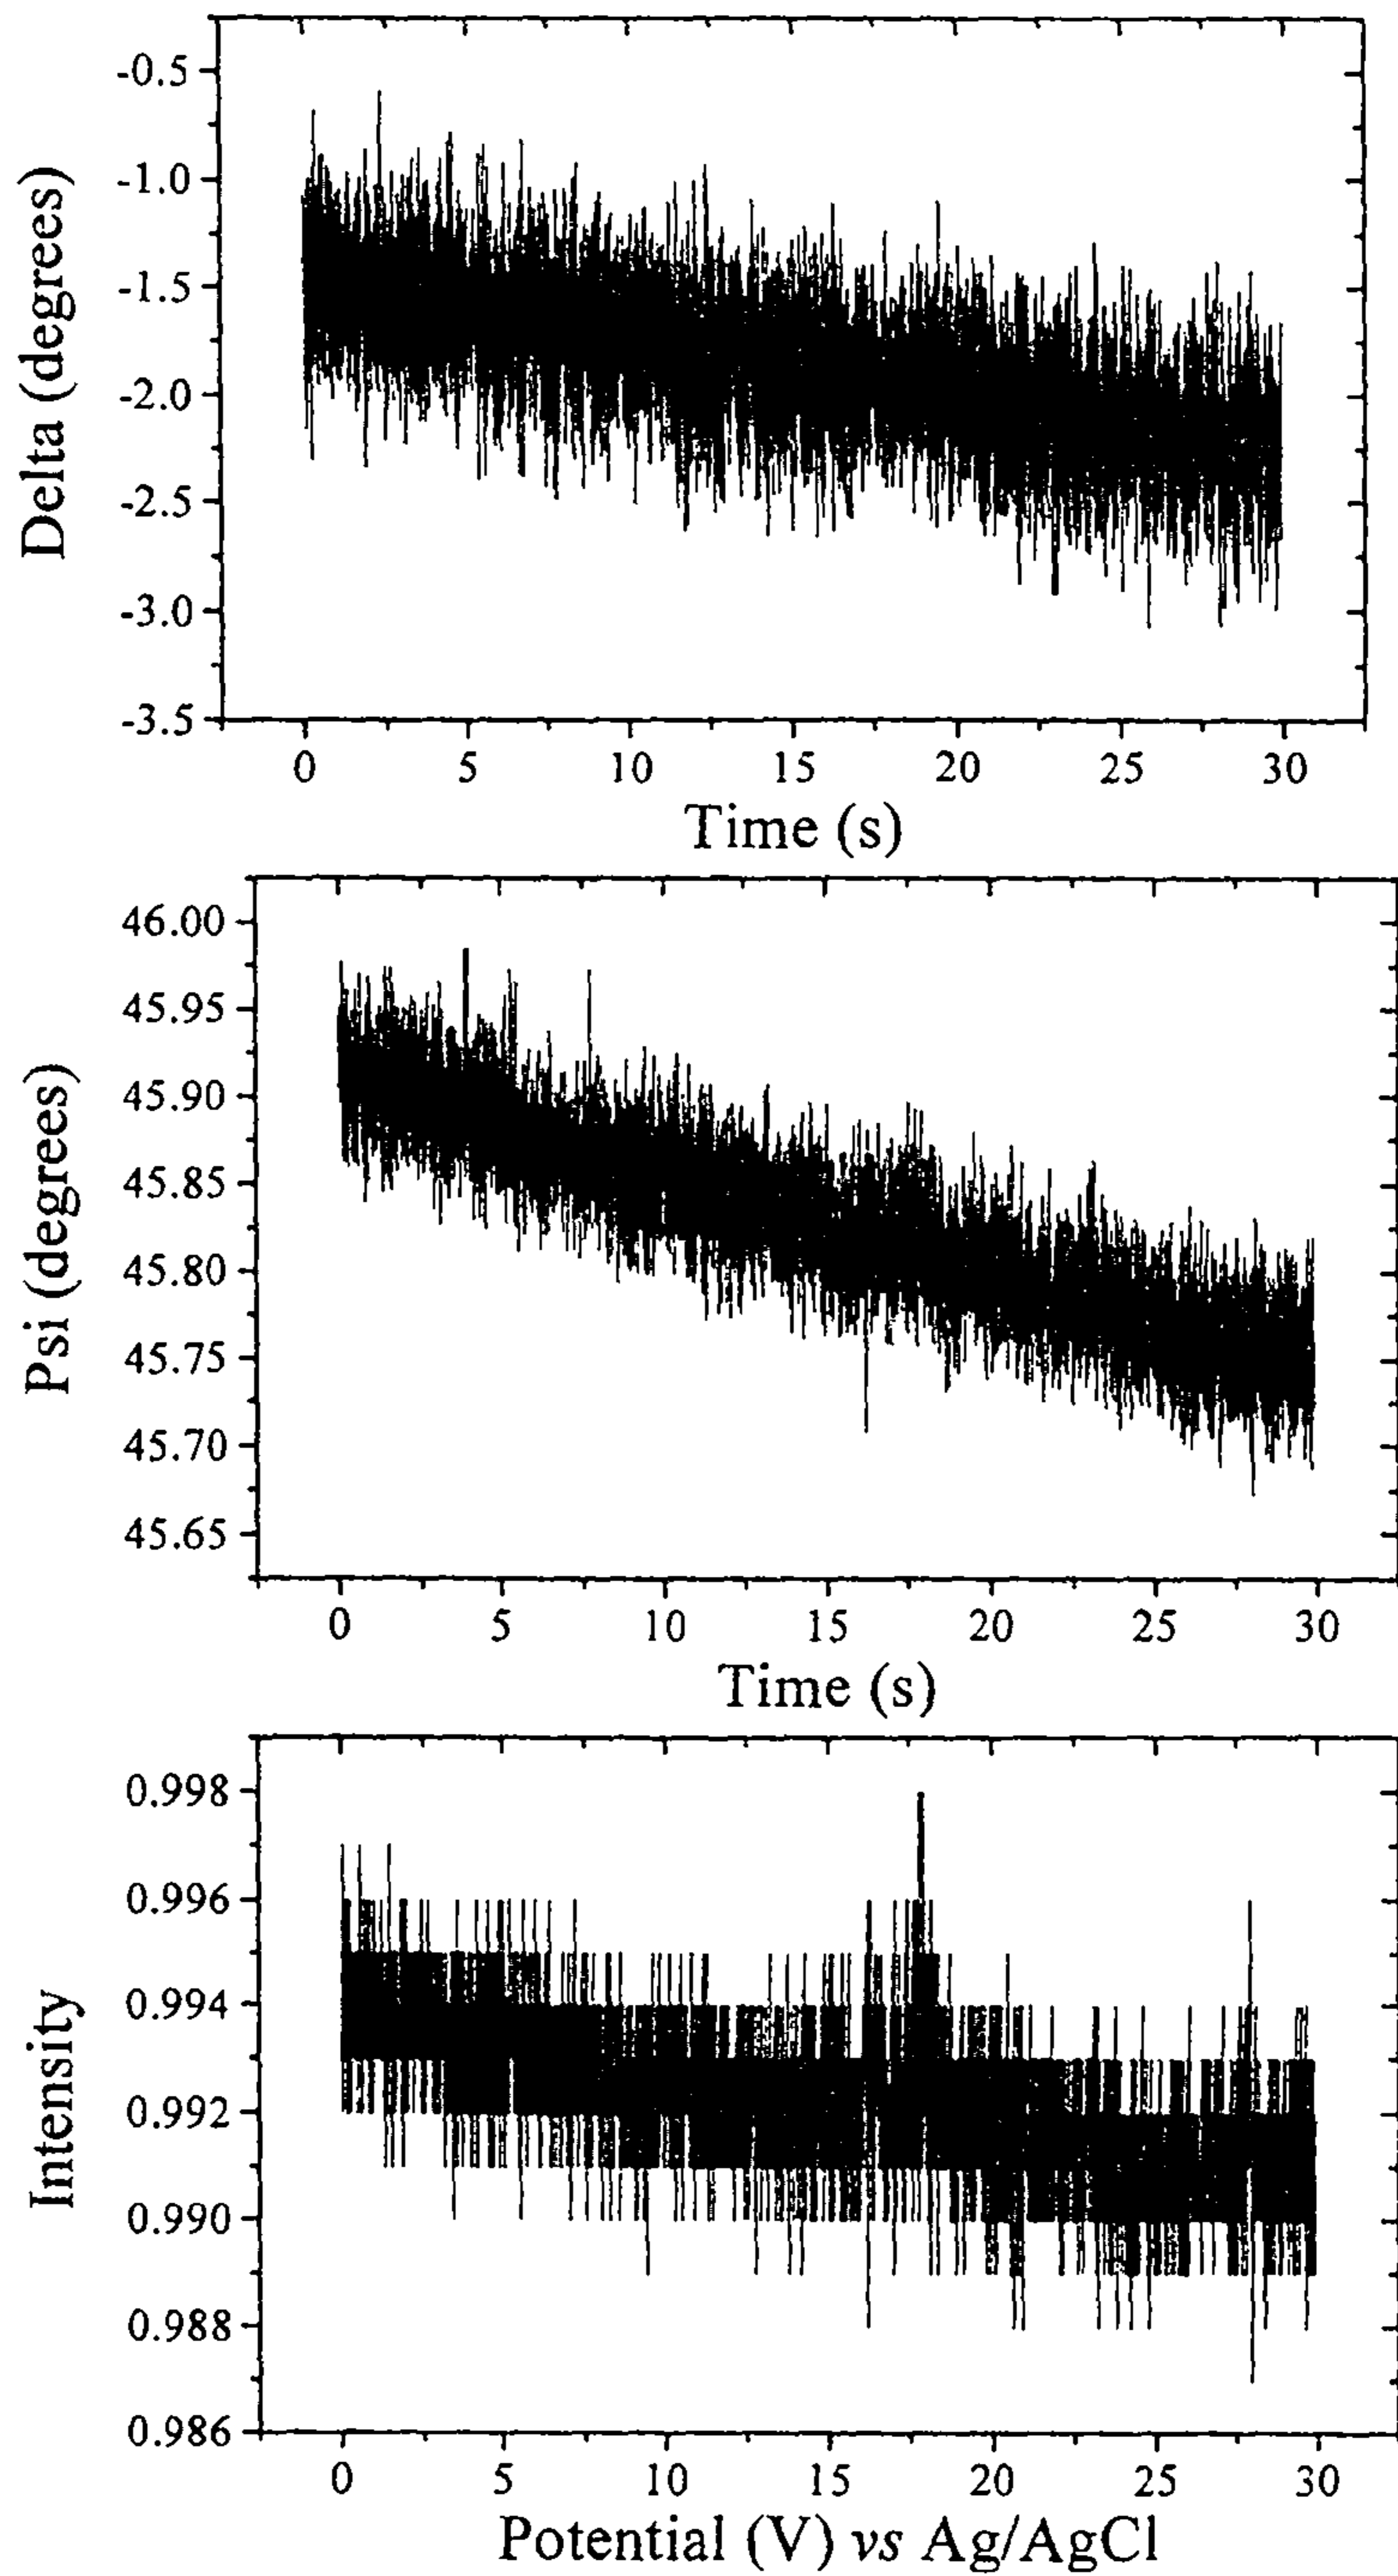 Delta (degrees)
-0.5
-1.0
-1.5
-2.0
-2.5
-3.0
-3.5
0 5 10 15 20 25 30
Time (s)
Psi (degrees)
46.00
45.95
45.90
45.85
45.80
45.75
45.70
45.65
0 5 10 15 20 25 30
Time (s)
Intensity
0.998
0.996
0.994
0.992
0.990
0.988
0.986
0 5 10 15 20 25 30
Potential (V) vs Ag/AgCl